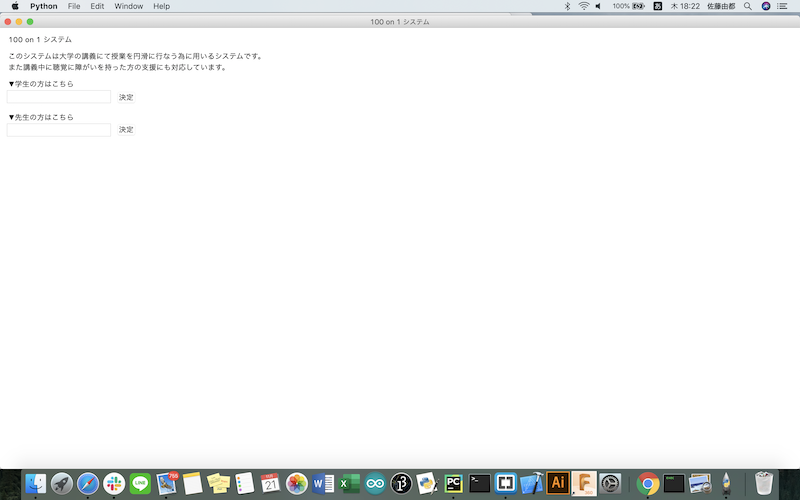 Python File Edit Window Help 100% あ 木 18:22 佐藤由都
100 on 1 システム
100 on 1 システム
このシステムは大学の講義にて授業を円滑に行なう為に用いるシステムです。
また講義中に聴覚に障がいを持った方の支援にも対応しています。
▼学生の方はこちら
決定
▼先生の方はこちら
決定
LINE
765
21
W
X
β
PC
>_
Ai
F